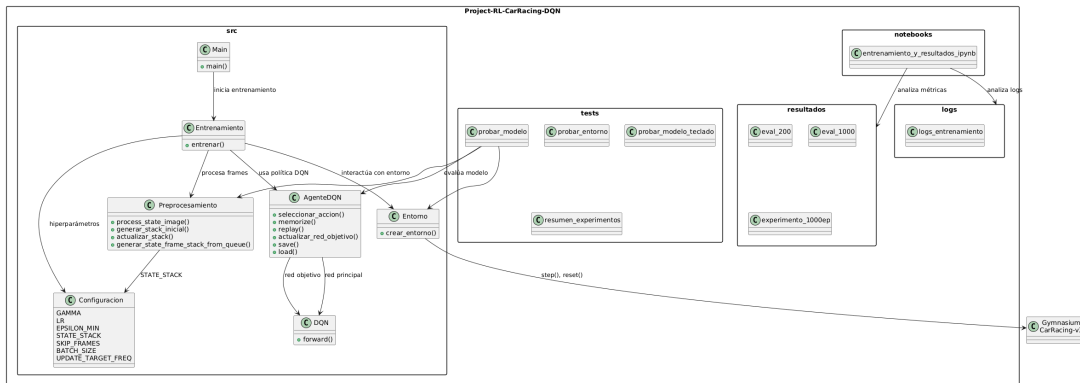 Project-RL-CarRacing-DQN
src
C Main
main()
inicia entrenamiento
C Entrenamiento
entrenar()
hiperparámetros
procesa frames
usa política DQN
interactúa con entorno
C Preprocesamiento
process_state_image()
generar_stack_inicial()
actualizar_stack()
generar_state_frame_stack_from_queue()
STATE_STACK
C AgenteDQN
seleccionar_accion()
memorize()
replay()
actualizar_red_objetivo()
save()
load()
red objetivo
red principal
C Entorno
crear_entorno()
C Configuracion
GAMMA
LR
EPSILON_MIN
STATE_STACK
SKIP_FRAMES
BATCH_SIZE
UPDATE_TARGET_FREQ
C DQN
forward()
tests
C probar_modelo
C probar_entorno
C probar_modelo_teclado
C resumen_experimentos
evalúa modelo
step(), reset()
notebooks
C entrenamiento_y_resultados_ipynb
analiza métricas
analiza logs
resultados
C eval_200
C eval_1000
C experimento_1000ep
logs
C logs_entrenamiento
C Gymnasium